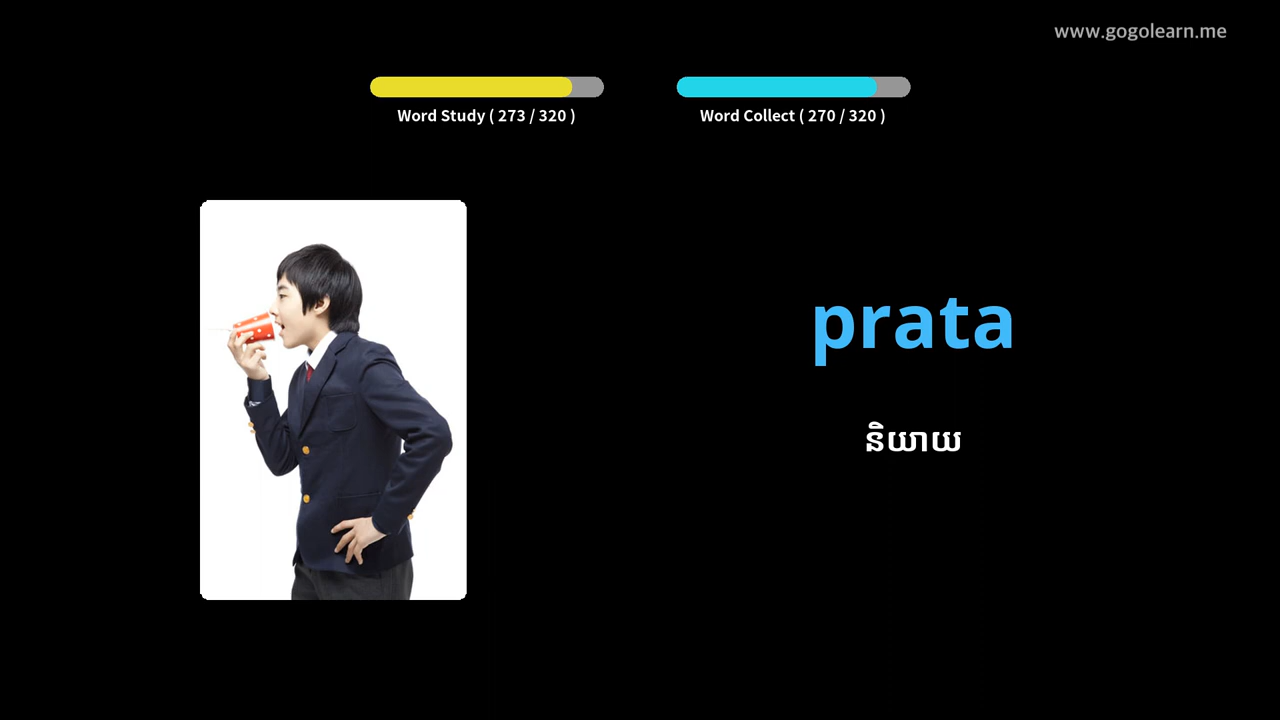 www.gogolearn.me
Word Study ( 273 / 320 )
Word Collect ( 270 / 320 )
prata
និយាយ